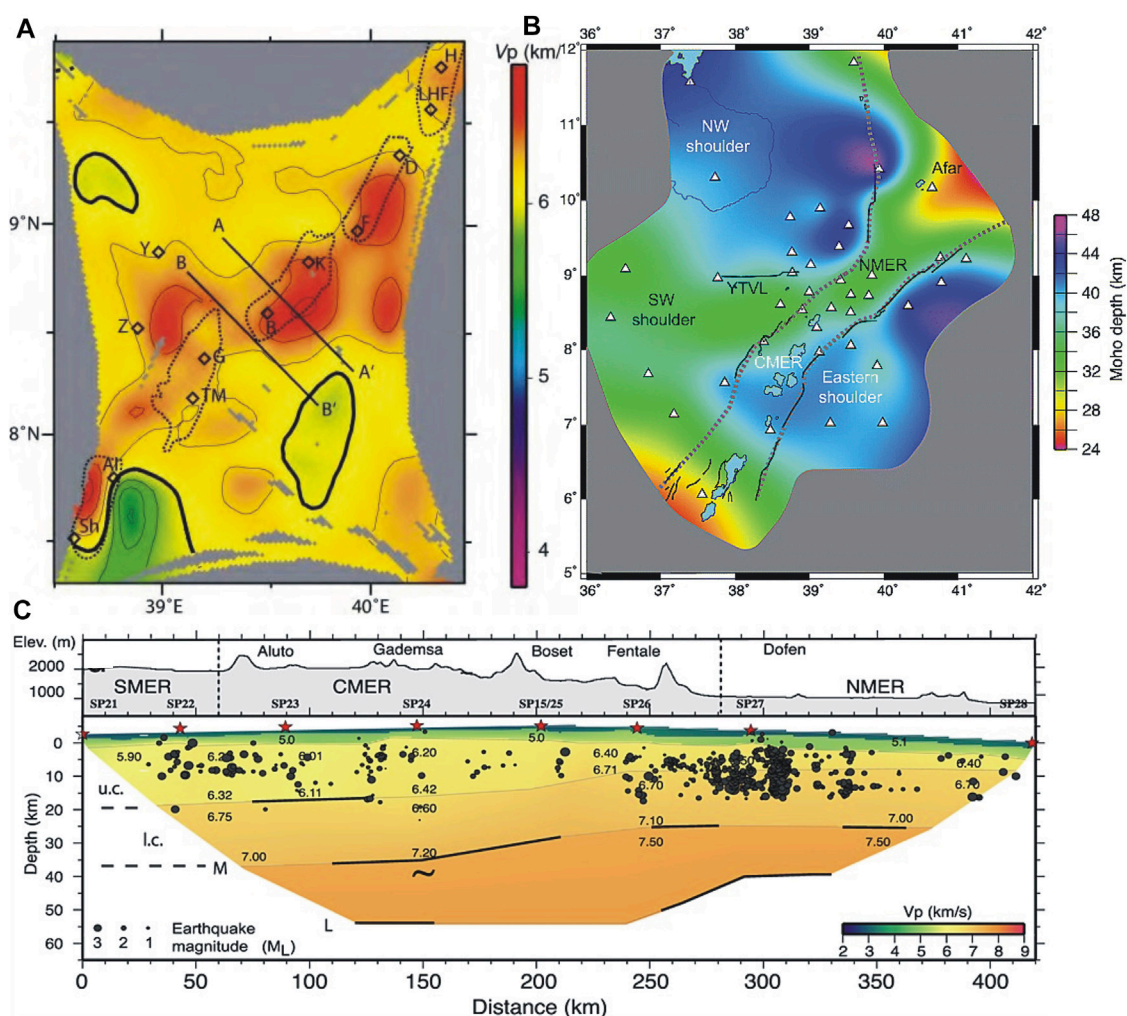 A
Vp (km/
H
LHF
D
F
9°N
A
Y
K
B
R
Z
G
A'
TM
B'
8°N
Al
Sh
39°E
40°E
6
5
4
B
36° 37° 38° 39° 40° 41° 42°
12°
11°
10°
9°
8°
7°
6°
5°
NW
shoulder
Afar
NMER
YTVL
SW
shoulder
CMER
Eastern
shoulder
36° 37° 38° 39° 40° 41° 42°
48
44
40
36
32
28
24
Moho depth (km)
C
Elev. (m)
2000
1000
Aluto Gademsa Boset Fentale Dofen
SMER CMER NMER
SP21 SP22 SP23 SP24 SP15/25 SP26 SP27 SP28
5.0 5.0 5.1
5.90 6.01 6.20 6.40 6.40
6.71
6.11 6.70 6.70
u.c. 6.32 6.42
6.75 6.60
7.10 7.00
l.c. 7.50 7.50
7.00 7.20
M
~
L
0
10
20
30
40
50
60
Depth (km)
3 2 1
Earthquake
magnitude (ML)
Vp (km/s)
2 3 4 5 6 7 8 9
0 50 100 150 200 250 300 350 400
Distance (km)